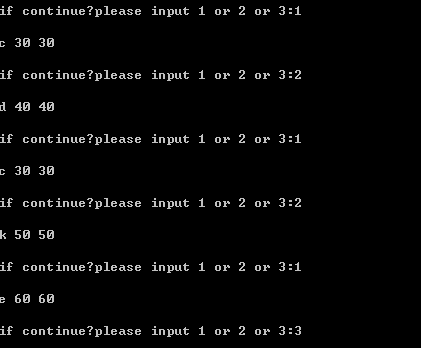 if continue?please input 1 or 2 or 3:1
c 30 30
if continue?please input 1 or 2 or 3:2
d 40 40
if continue?please input 1 or 2 or 3:1
c 30 30
if continue?please input 1 or 2 or 3:2
k 50 50
if continue?please input 1 or 2 or 3:1
e 60 60
if continue?please input 1 or 2 or 3:3